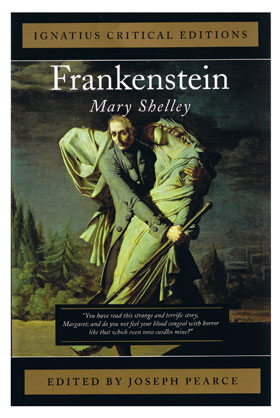 IGNATIUS CRITICAL EDITIONS
Frankenstein
Mary Shelley
"You have read this strange and terrific story,
Margaret; and do you not feel your blood congeal with horror
like that which even now curdles mine?"
EDITED BY JOSEPH PEARCE